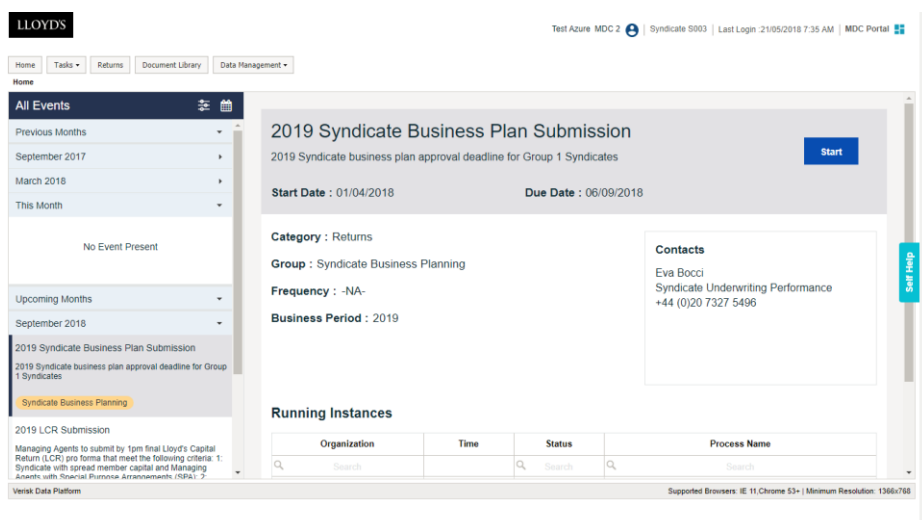 LLOYD'S
Test Azure MDC 2 | Syndicate S003 | Last Login :21/05/2018 7:35 AM | MDC Portal
Home Tasks Returns Document Library Data Management
Home
All Events
Previous Months
September 2017
March 2018
This Month
No Event Present
Upcoming Months
September 2018
2019 Syndicate Business Plan Submission
2019 Syndicate business plan approval deadline for Group
1 Syndicates
Syndicate Business Planning
2019 LCR Submission
Managing Agents to submit by 1pm final Lloyd's Capital
Return (LCR) pro forma that meet the following criteria: 1:
Syndicate with spread member capital and Managing
Agents with Special Purpose Arrangements (SPA): 2:
2019 Syndicate Business Plan Submission
2019 Syndicate business plan approval deadline for Group 1 Syndicates
Start
Start Date : 01/04/2018 Due Date : 06/09/2018
Category : Returns
Group : Syndicate Business Planning
Frequency : -NA-
Business Period : 2019
Contacts
Eva Bocci
Syndicate Underwriting Performance
+44 (0)20 7327 5496
Self Help
Running Instances
Organization Time Status Process Name
Search Search Search
Verisk Data Platform
Supported Browsers: IE 11,Chrome 53+ | Minimum Resolution: 1366x768